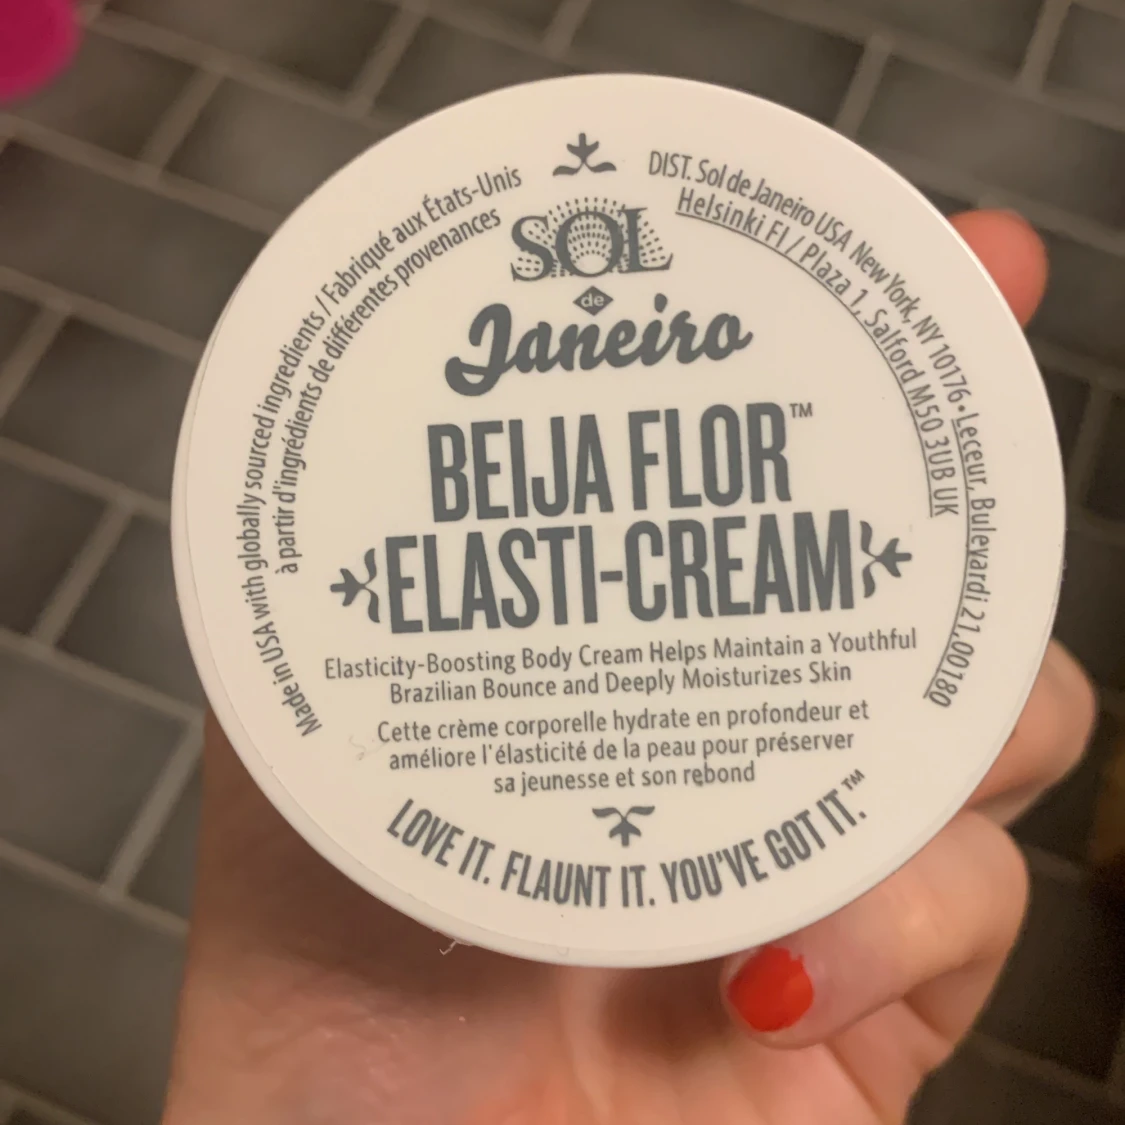 SOL
de
Janeiro
BEIJA FLOR™
ELASTI-CREAM
Elasticity-Boosting Body Cream Helps Maintain a Youthful
Brazilian Bounce and Deeply Moisturizes Skin
Cette crème corporelle hydrate en profondeur et
améliore l'élasticité de la peau pour préserver
sa jeunesse et son rebond
LOVE IT. FLAUNT IT. YOU'VE GOT IT.™
Made in USA with globally sourced ingredients / Fabriqué aux États-Unis
à partir d'ingrédients de différentes provenances
DIST. Sol de Janeiro USA New York, NY 10176 • Leceur, Bulevardi 21,00180
Helsinki FI / Plaza 1, Salford M50 3UB UK